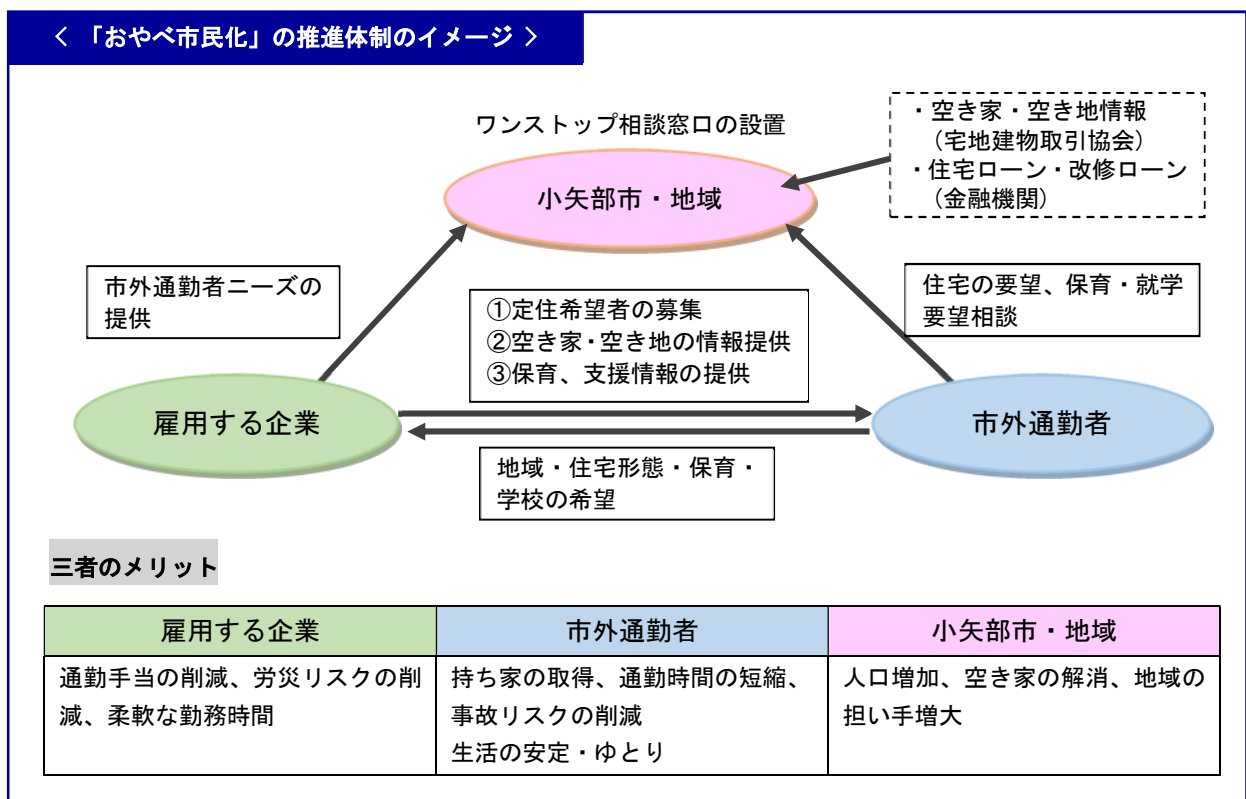 ＜ 「おやべ市民化」の推進体制のイメージ ＞
ワンストップ相談窓口の設置
・空き家・空き地情報
（宅地建物取引協会）
・住宅ローン・改修ローン
（金融機関）
小矢部市・地域
市外通勤者ニーズの
提供
①定住希望者の募集
②空き家・空き地の情報提供
③保育、支援情報の提供
住宅の要望、保育・就学
要望相談
雇用する企業
市外通勤者
地域・住宅形態・保育・
学校の希望
三者のメリット
雇用する企業
市外通勤者
小矢部市・地域
通勤手当の削減、労災リスクの削
減、柔軟な勤務時間
持ち家の取得、通勤時間の短縮、
事故リスクの削減
生活の安定・ゆとり
人口増加、空き家の解消、地域の
担い手増大